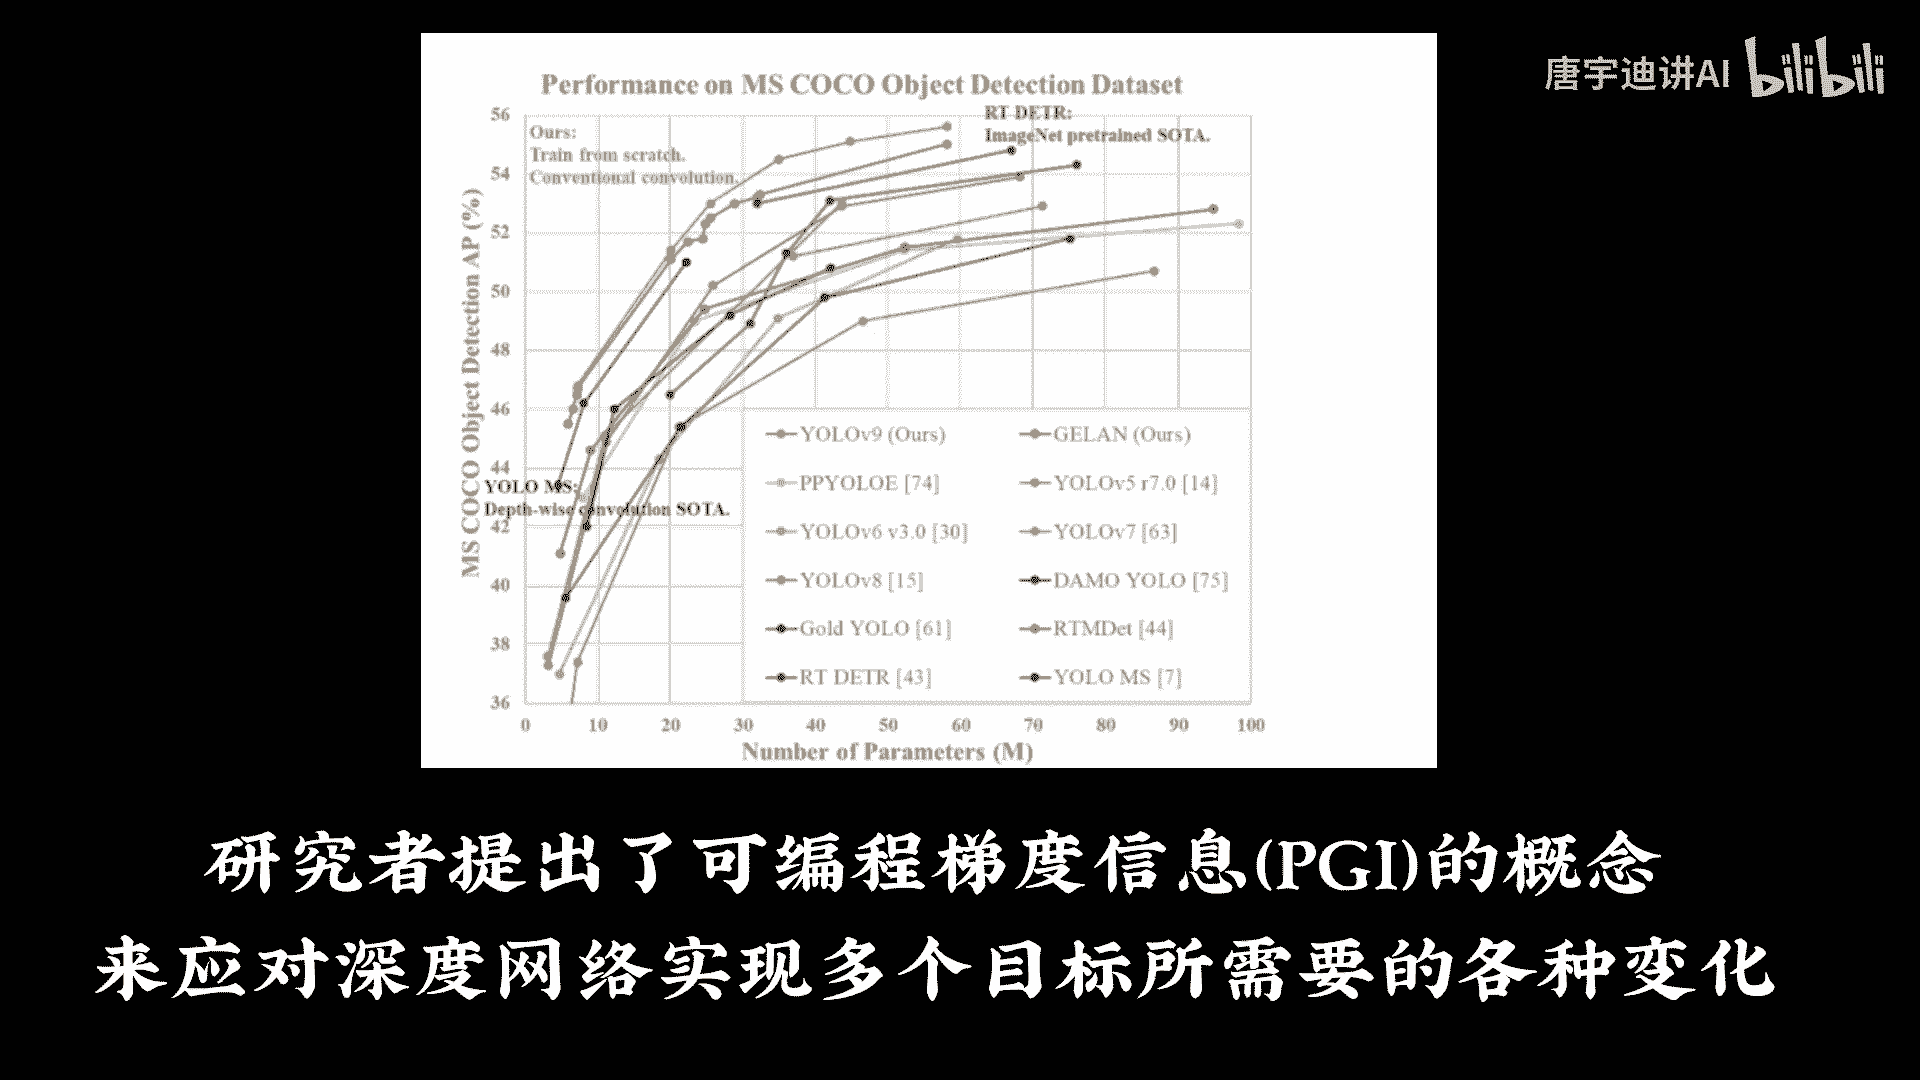 唐宇迪讲AI bilibili
Performance on MS COCO Object Detection Dataset
RT DETR:
ImageNet pretrained SOTA.
Ours:
Train from scratch.
Conventional convolution.
MS COCO Object Detection AP (%)
56
54
52
50
48
46
44
42
40
38
36
YOLO MS:
Depth-wise convolution SOTA.
YOLOv9 (Ours) GELAN (Ours)
PPYOLOE [74] YOLOv5 r7.0 [14]
YOLOv6 v3.0 [30] YOLOv7 [63]
YOLOv8 [15] DAMO YOLO [75]
Gold YOLO [61] RTMDet [44]
RT DETR [43] YOLO MS [7]
0 10 20 30 40 50 60 70 80 90 100
Number of Parameters (M)
研究者提出了可编程梯度信息(PGI)的概念
来应对深度网络实现多个目标所需要的各种变化